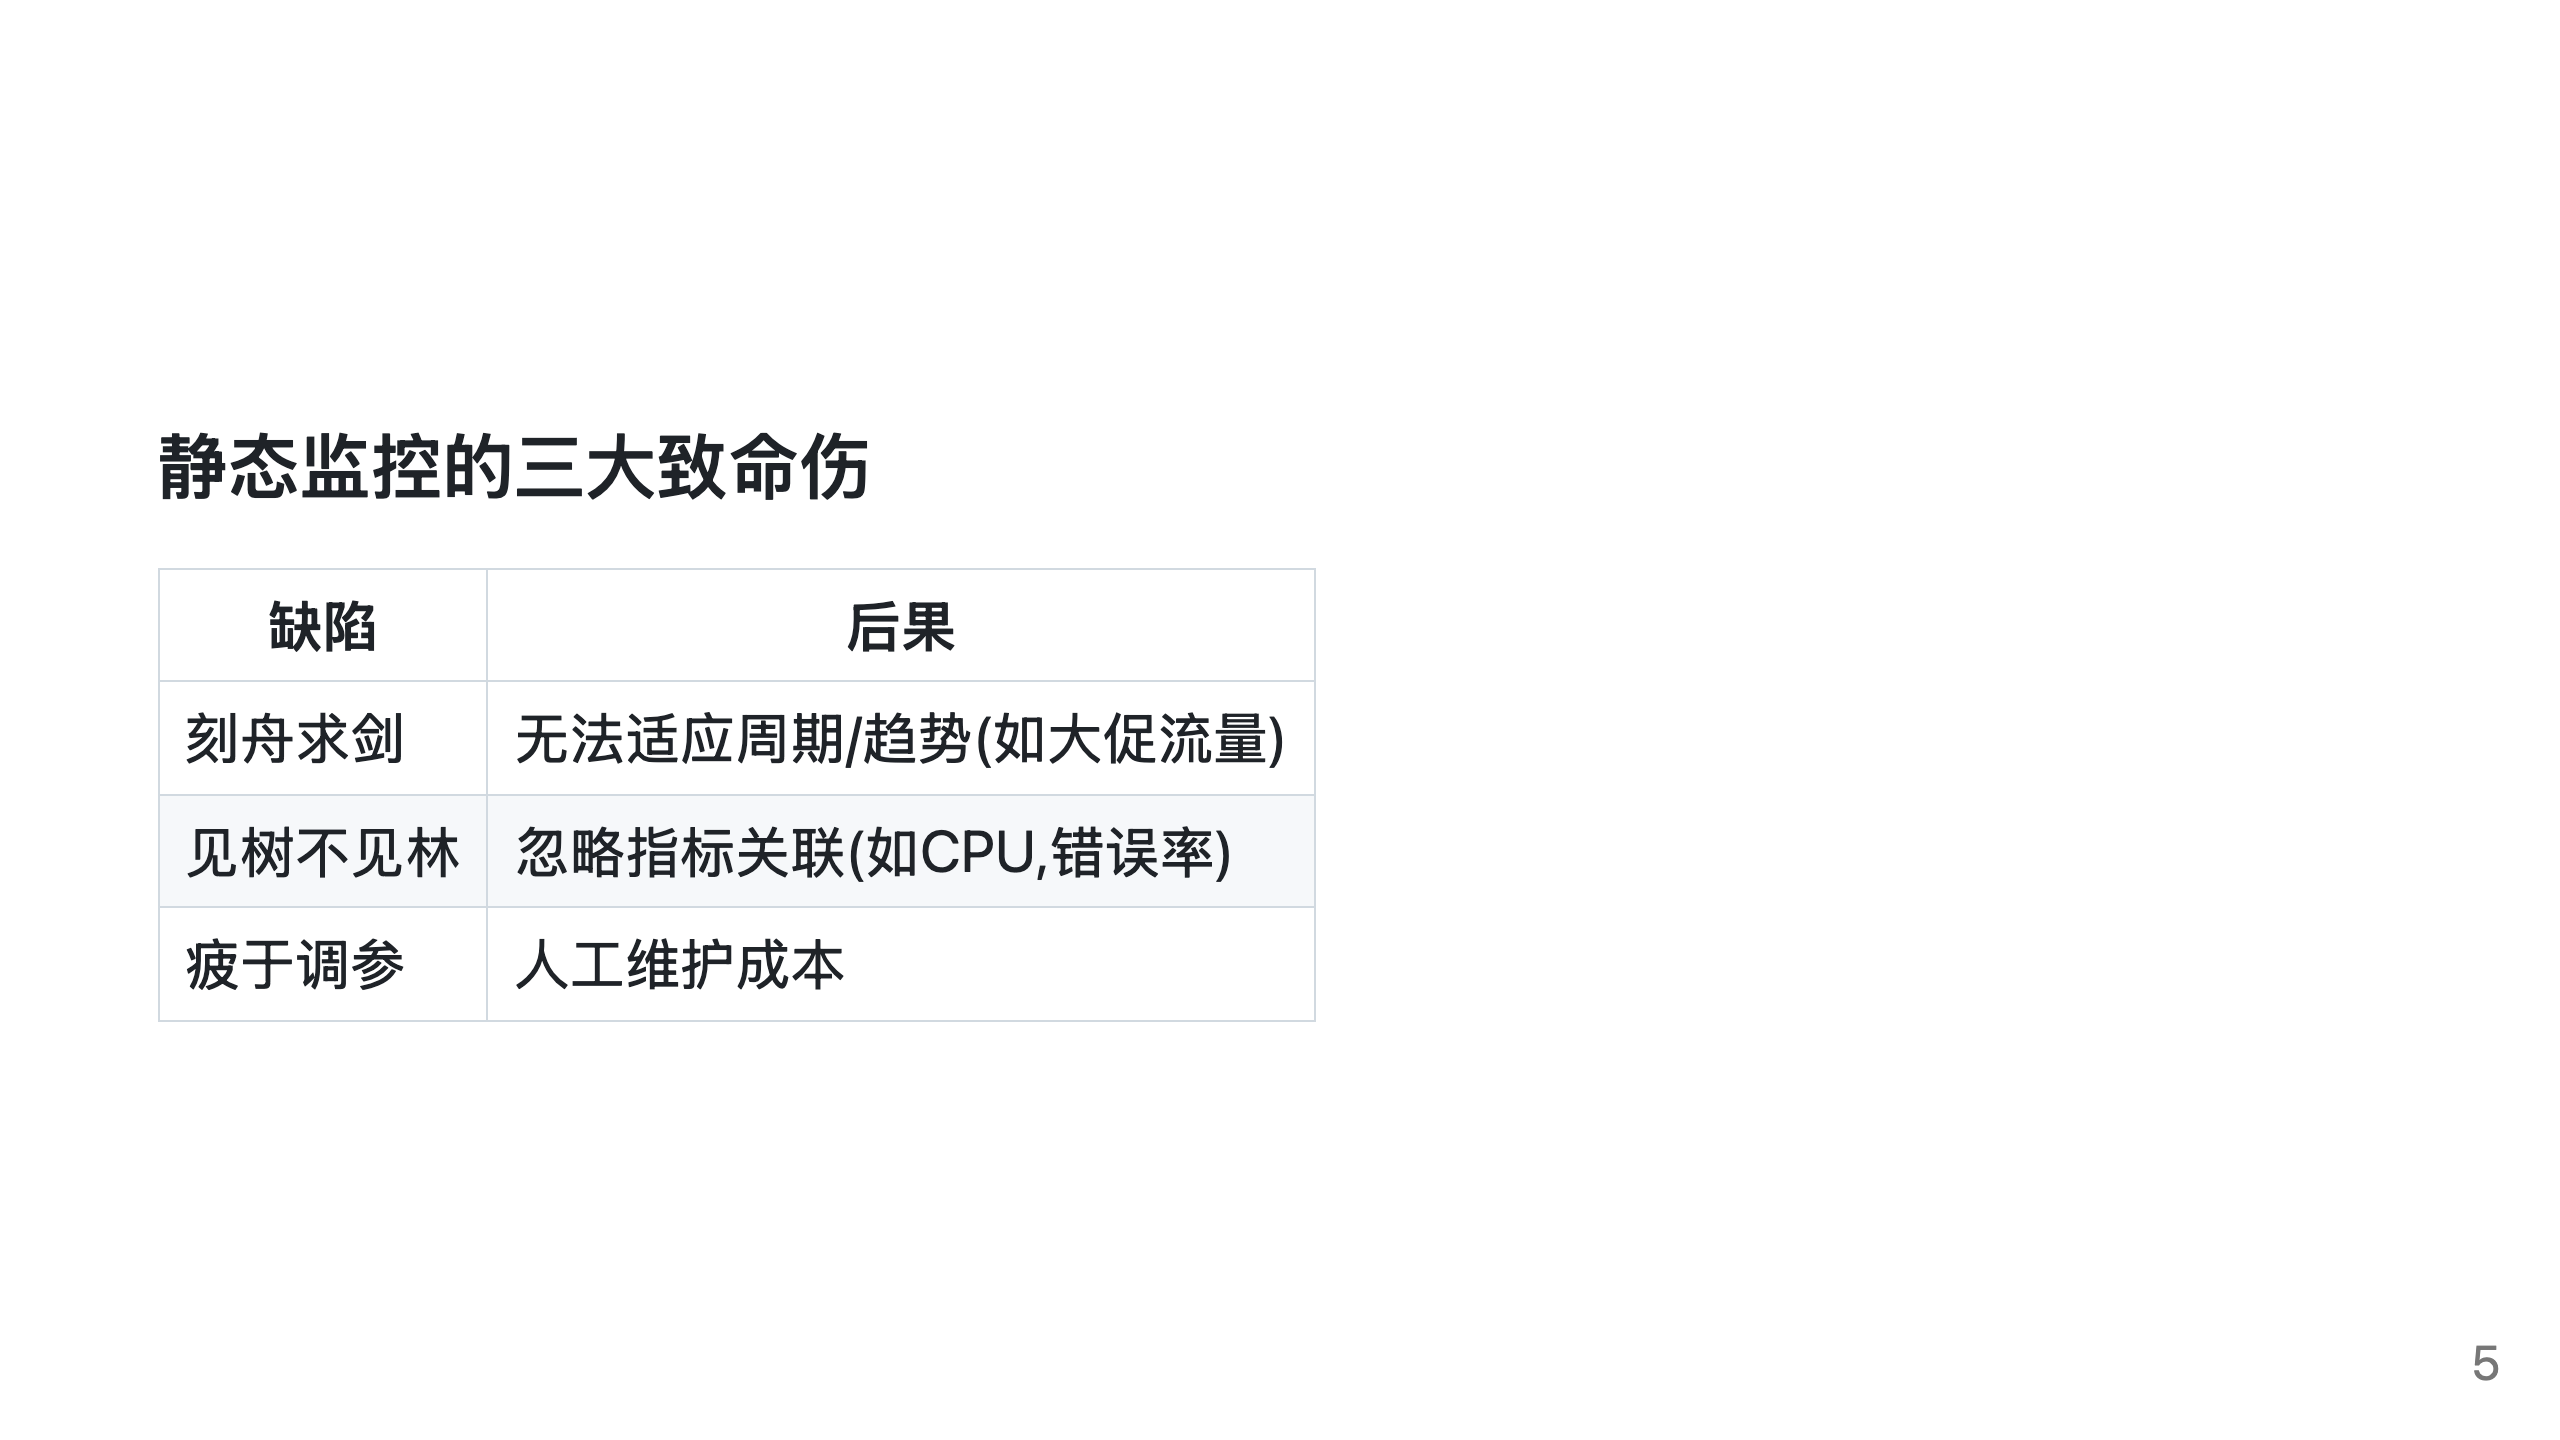 静态监控的三大致命伤
缺陷 后果
刻舟求剑 无法适应周期/趋势(如大促流量)
见树不见林 忽略指标关联(如CPU,错误率)
疲于调参 人工维护成本
5